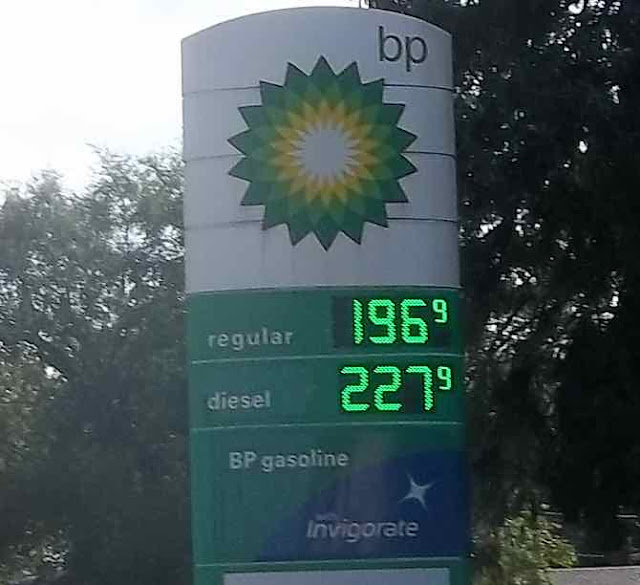 bp
regular 196⁹
diesel 227⁹
BP gasoline
with
Invigorate